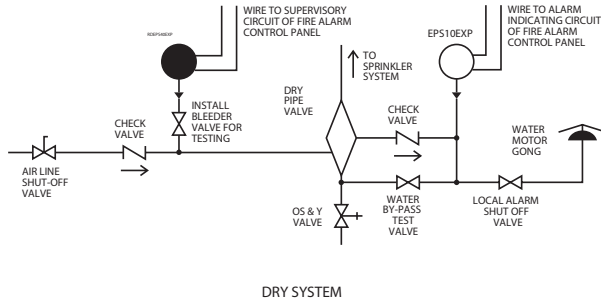 WIRE TO SUPERVISORY
CIRCUIT OF FIRE ALARM
CONTROL PANEL
WIRE TO ALARM
INDICATING CIRCUIT
OF FIRE ALARM
CONTROL PANEL
EPS10EXP
TO
SPRINKLER
SYSTEM
DRY
PIPE
VALVE
INSTALL
BLEEDER
VALVE FOR
TESTING
CHECK
VALVE
CHECK
VALVE
WATER
MOTOR
GONG
AIR LINE
SHUT-OFF
VALVE
OS & Y
VALVE
WATER
BY-PASS
TEST
VALVE
LOCAL ALARM
SHUT OFF
VALVE
DRY SYSTEM